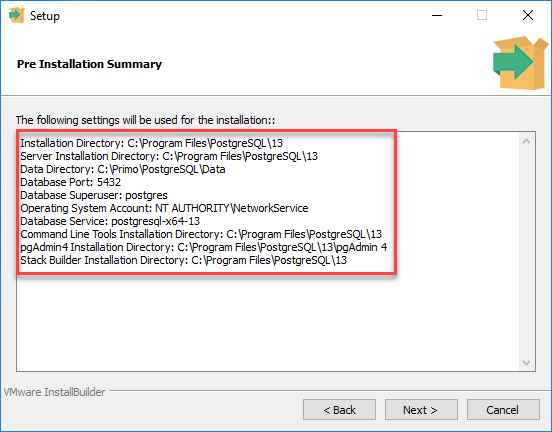 Setup
Pre Installation Summary
The following settings will be used for the installation::
Installation Directory: C:\Program Files\PostgreSQL\13
Server Installation Directory: C:\Program Files\PostgreSQL\13
Data Directory: C:\Primo\PostgreSQL\Data
Database Port: 5432
Database Superuser: postgres
Operating System Account: NT AUTHORITY\NetworkService
Database Service: postgresql-x64-13
Command Line Tools Installation Directory: C:\Program Files\PostgreSQL\13
pgAdmin4 Installation Directory: C:\Program Files\PostgreSQL\13\pgAdmin 4
Stack Builder Installation Directory: C:\Program Files\PostgreSQL\13
VMware InstallBuilder
< Back Next > Cancel